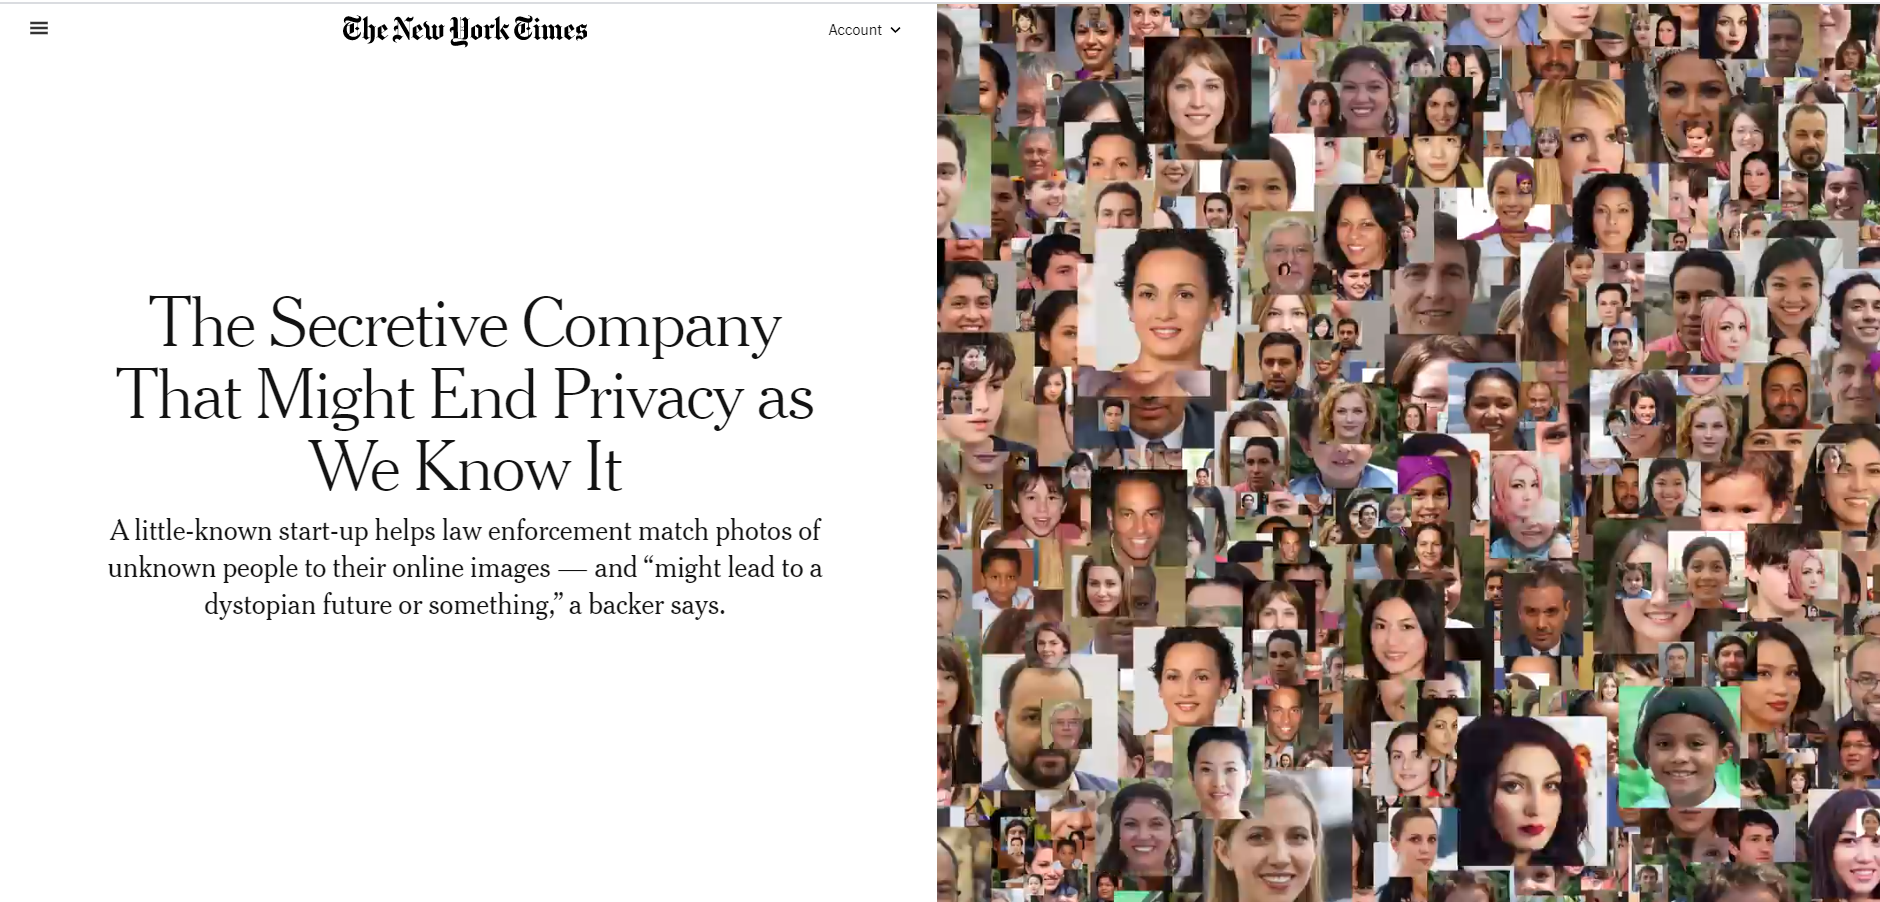 The New York Times
Account
The Secretive Company
That Might End Privacy as
We Know It
A little-known start-up helps law enforcement match photos of
unknown people to their online images — and “might lead to a
dystopian future or something,” a backer says.